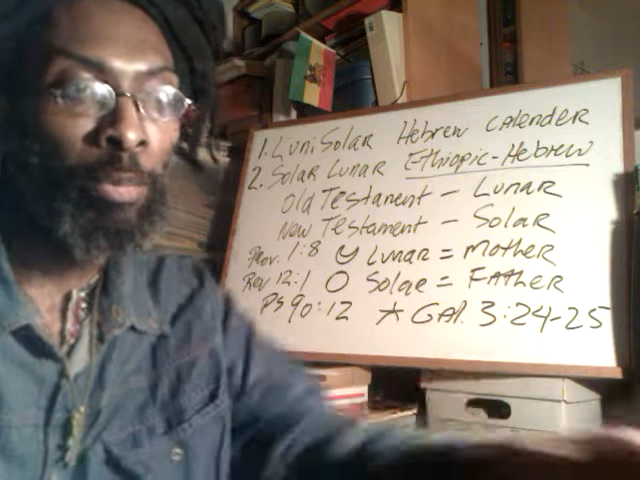 1. LuniSolar Hebrew Calender
2. Solar Lunar Ethiopic-Hebrew
Old Testament - Lunar
New Testament - Solar
Prov. 1:8 Lunar = Mother
Rev 12:1 Solar = Father
PS 90:12 ☆ Gal. 3:24-25